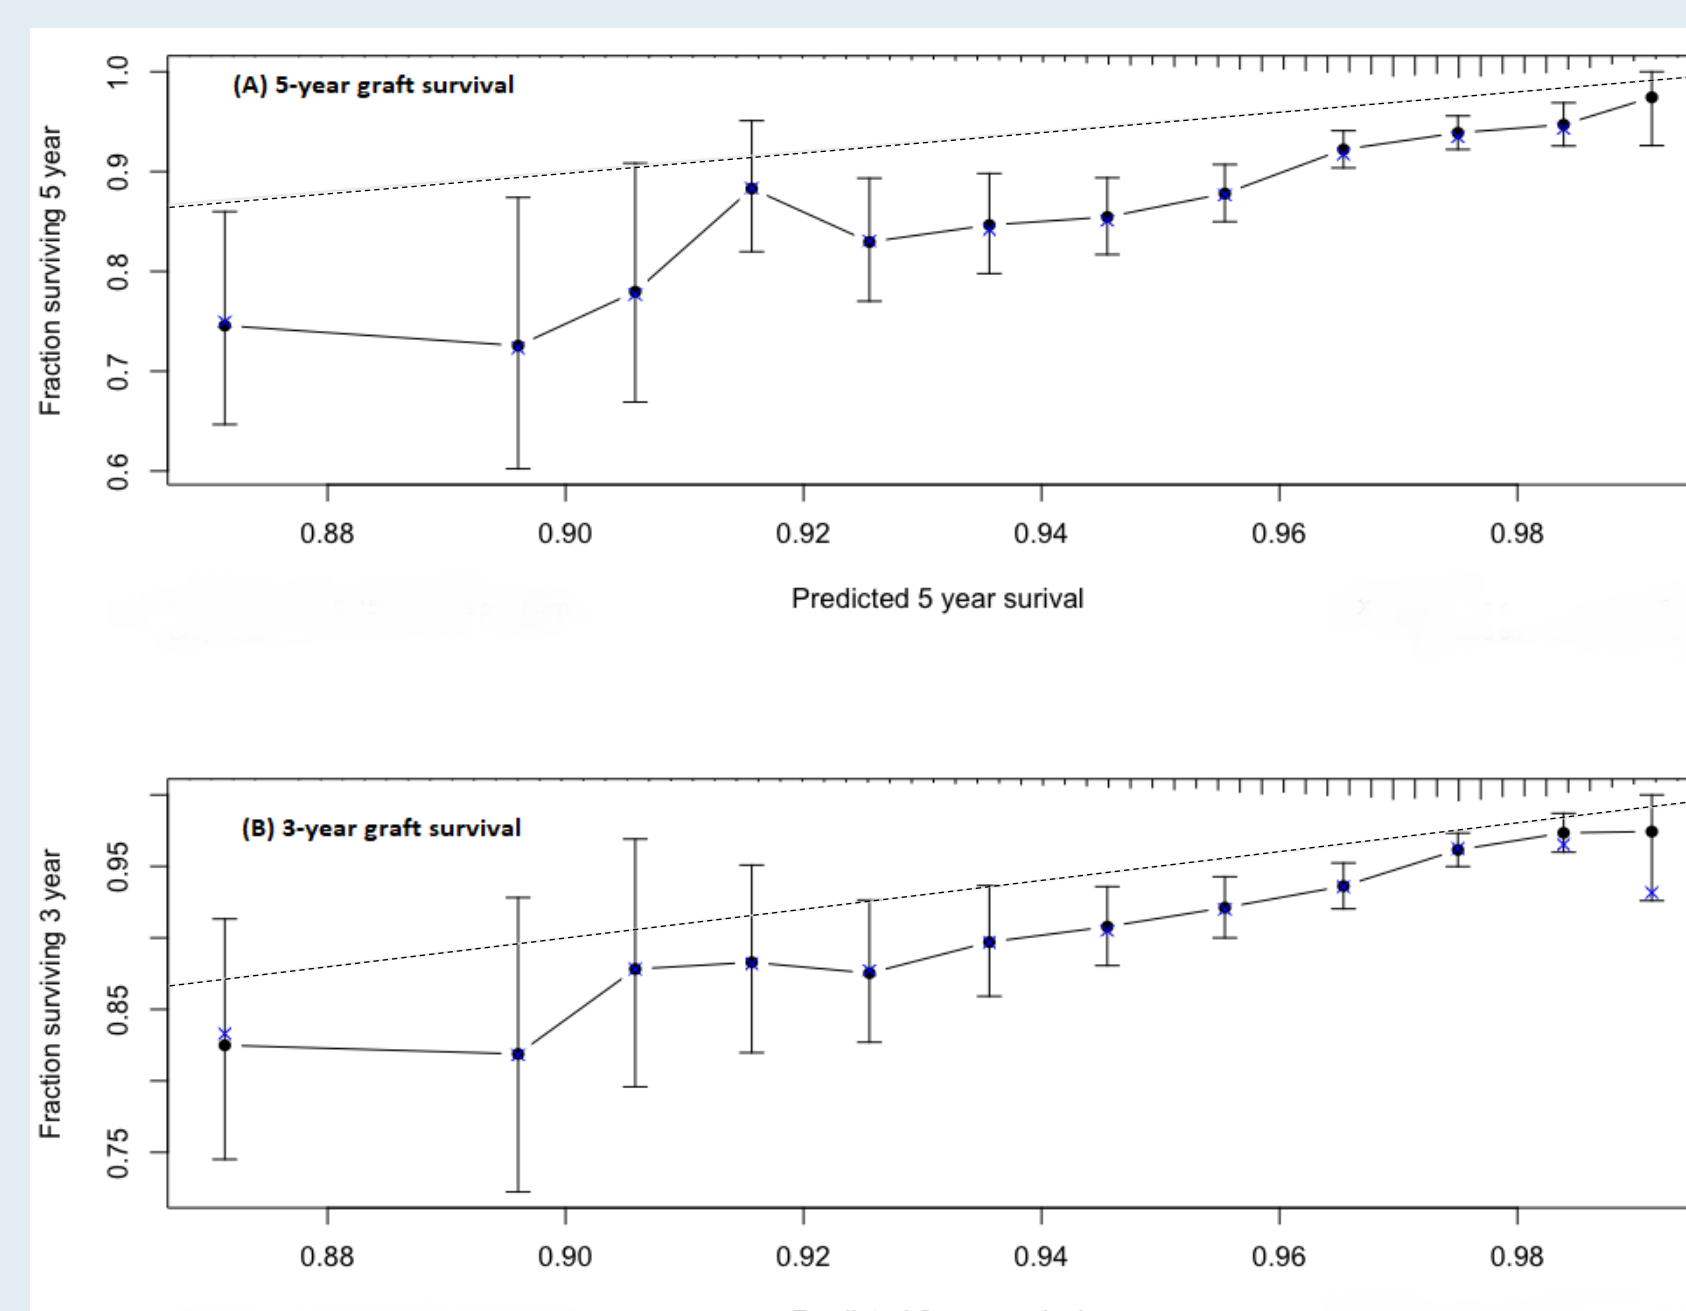 (A) 5-year graft survival
Fraction surviving 5 year
1.0
0.9
0.8
0.7
0.6
0.88 0.90 0.92 0.94 0.96 0.98
Predicted 5 year surival
(B) 3-year graft survival
Fraction surviving 3 year
0.95
0.85
0.75
0.88 0.90 0.92 0.94 0.96 0.98